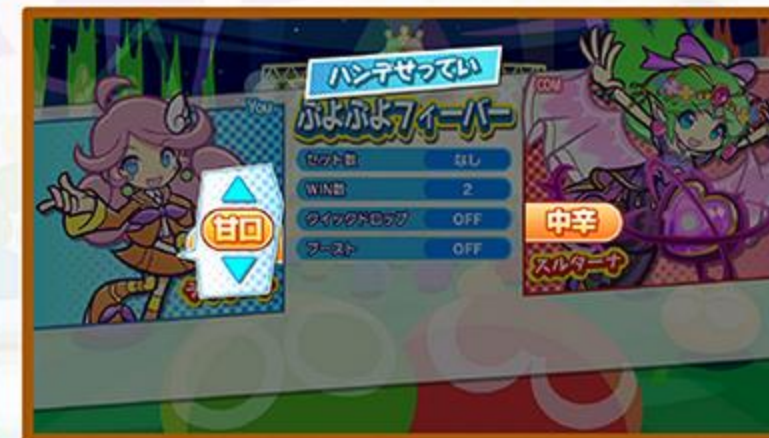 ハンデせってい
You
COM
ぷよぷよフィーバー
セット数 なし
WIN数 2
クイックドロップ OFF
ブースト OFF
甘口
中辛
スルターナ